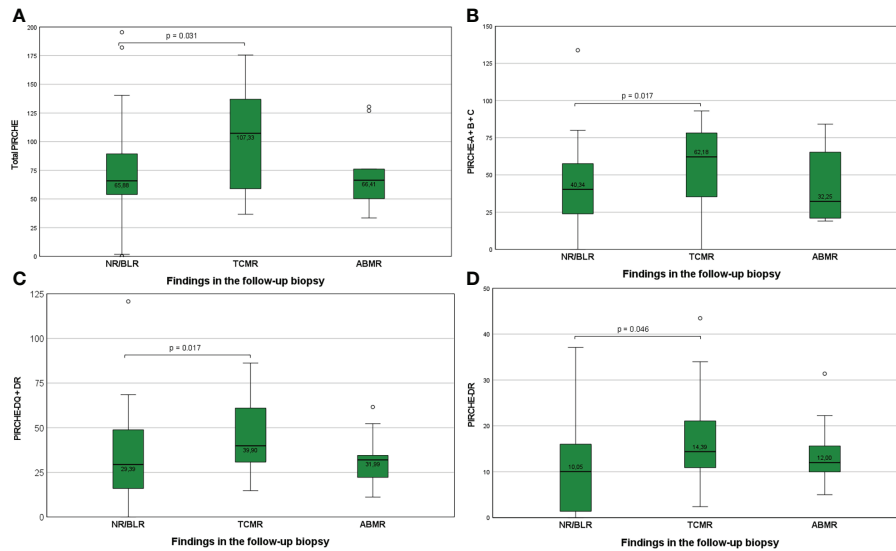 A
p = 0.031
Total PIRCHE
200
175
150
125
100
75
50
25
0
107,33
66,41
NR/BLR
TCMR
ABMR
Findings in the follow-up biopsy
B
p = 0.017
PIRCHE-A + B + C
150
125
100
75
50
25
0
40,34
62,18
32,25
NR/BLR
TCMR
ABMR
Findings in the follow-up biopsy
C
p = 0.017
PIRCHE-DQ + DR
125
100
75
50
25
0
29,39
39,90
31,99
NR/BLR
TCMR
ABMR
Findings in the follow-up biopsy
D
p = 0.046
PIRCHE-DR
50
40
30
20
10
0
10,05
14,39
12,00
NR/BLR
TCMR
ABMR
Findings in the follow-up biopsy